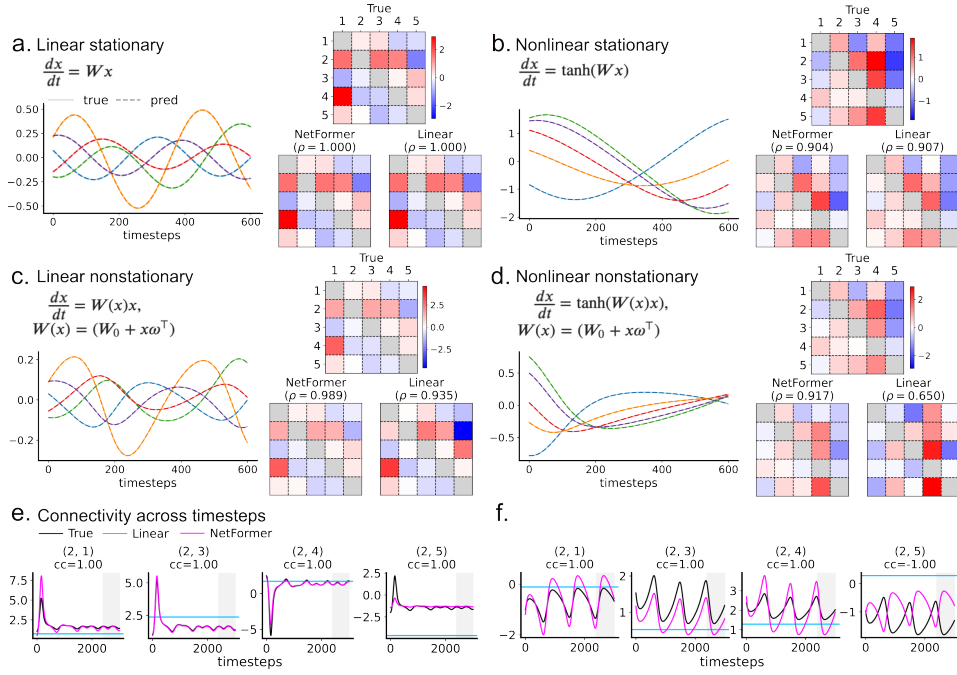 a. Linear stationary
dx/dt = Wx
true pred
0.50
0.25
0.00
−0.25
−0.50
0 200 400 600
timesteps
True
1 2 3 4 5
1
2
3
4
5
2
0
−2
NetFormer
(ρ = 1.000)
Linear
(ρ = 1.000)
b. Nonlinear stationary
dx/dt = tanh(Wx)
1
0
−1
−2
0 200 400 600
timesteps
True
1 2 3 4 5
1
2
3
4
5
1
0
−1
NetFormer
(ρ = 0.904)
Linear
(ρ = 0.907)
c. Linear nonstationary
dx/dt = W(x)x,
W(x) = (W₀ + xω⊤)
0.2
0.0
−0.2
0 200 400 600
timesteps
True
1 2 3 4 5
1
2
3
4
5
4
2
0
−2
−4
NetFormer
(ρ = 0.989)
Linear
(ρ = 0.935)
d. Nonlinear nonstationary
dx/dt = tanh(W(x)x),
W(x) = (W₀ + xω⊤)
0.5
0.0
−0.5
0 200 400 600
timesteps
True
1 2 3 4 5
1
2
3
4
5
2
0
−2
NetFormer
(ρ = 0.917)
Linear
(ρ = 0.650)
e. Connectivity across timesteps
True Linear NetFormer
(2, 1)
cc=1.00
7.5
5.0
2.5
0 2000
(2, 3)
cc=1.00
5.0
2.5
0 2000
(2, 4)
cc=1.00
0
−5
0 2000
(2, 5)
cc=1.00
2.5
0.0
−2.5
0 2000
timesteps
f.
(2, 1)
cc=1.00
0
−2
0 2000
(2, 3)
cc=1.00
2
1
0
0 2000
(2, 4)
cc=1.00
3
2
1
0 2000
(2, 5)
cc=-1.00
0
−1
0 2000
timesteps